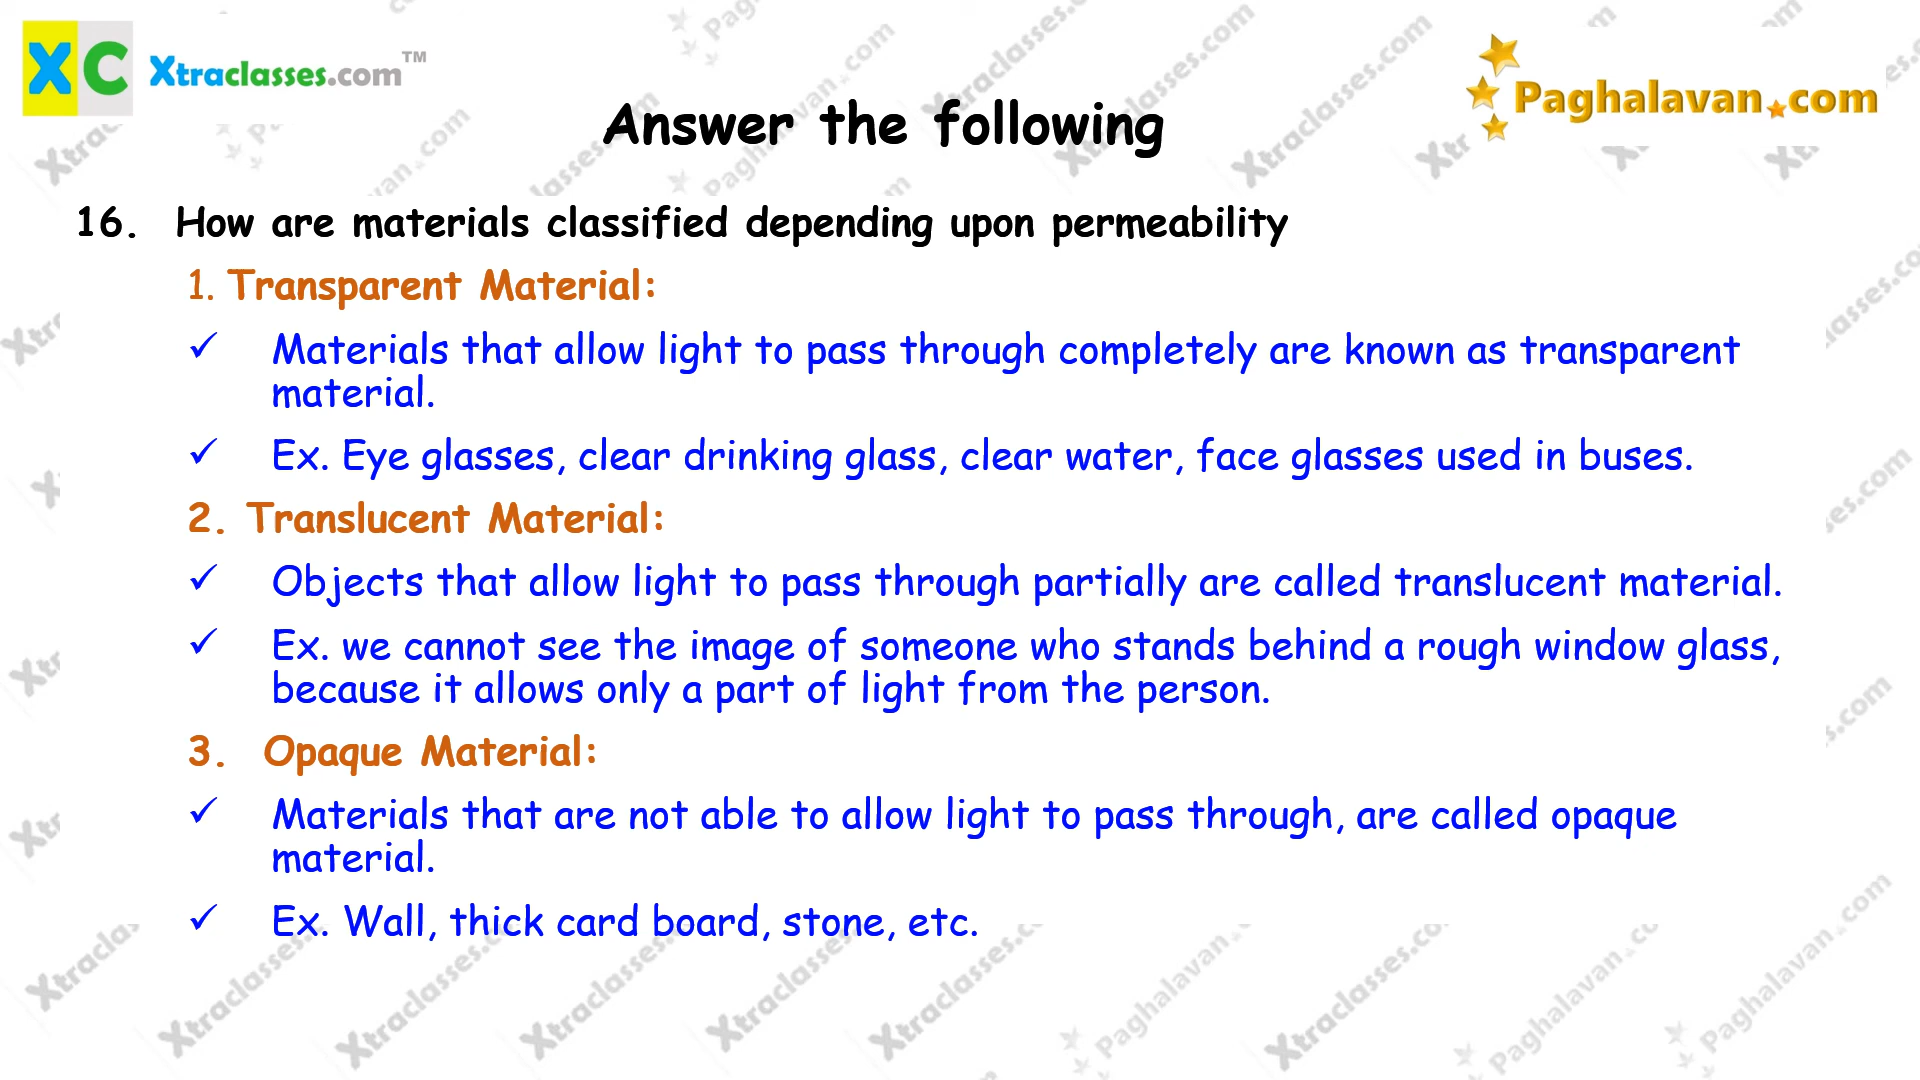 XC Xtraclasses.com™
Paghalavan.com
Answer the following
16. How are materials classified depending upon permeability
1. Transparent Material:
✓ Materials that allow light to pass through completely are known as transparent
material.
✓ Ex. Eye glasses, clear drinking glass, clear water, face glasses used in buses.
2. Translucent Material:
✓ Objects that allow light to pass through partially are called translucent material.
✓ Ex. we cannot see the image of someone who stands behind a rough window glass,
because it allows only a part of light from the person.
3. Opaque Material:
✓ Materials that are not able to allow light to pass through, are called opaque
material.
✓ Ex. Wall, thick card board, stone, etc.